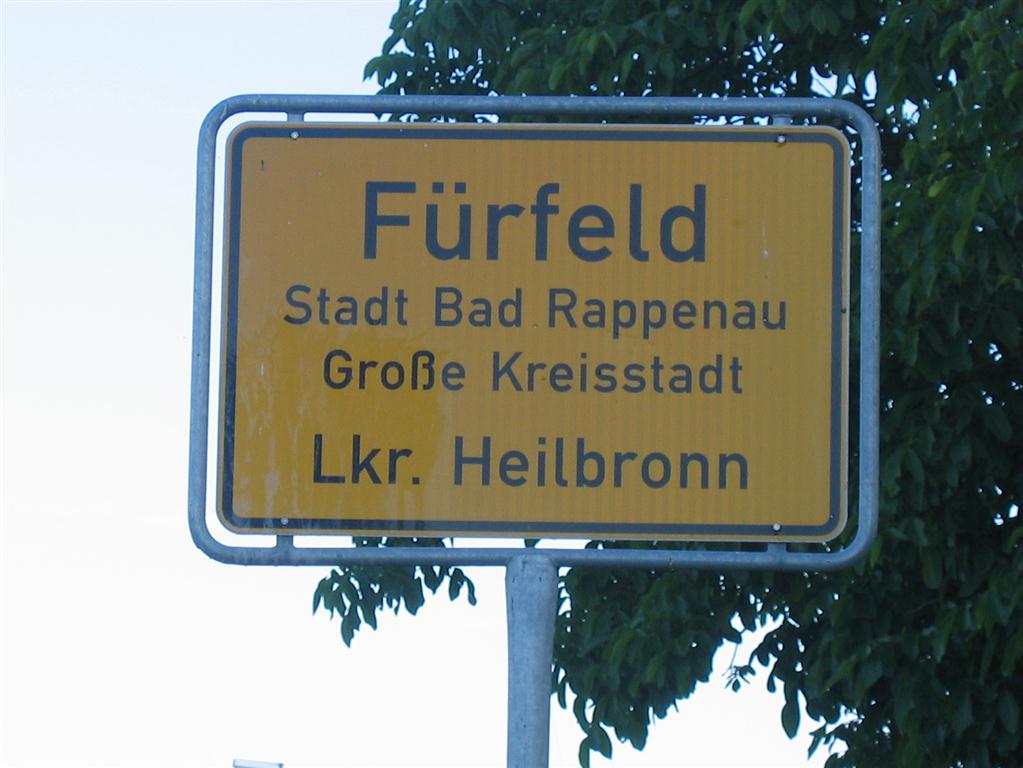 Fürfeld
Stadt Bad Rappenau
Große Kreisstadt
Lkr. Heilbronn